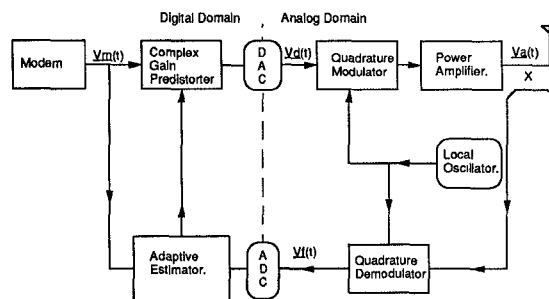 Digital Domain
Analog Domain
Modem
Vm(t)
Complex
Gain
Predistorter
D
A
C
Vd(t)
Quadrature
Modulator
Power
Amplifier.
Va(t)
X
Local
Oscillator.
Adaptive
Estimator.
A
D
C
Vf(t)
Quadrature
Demodulator